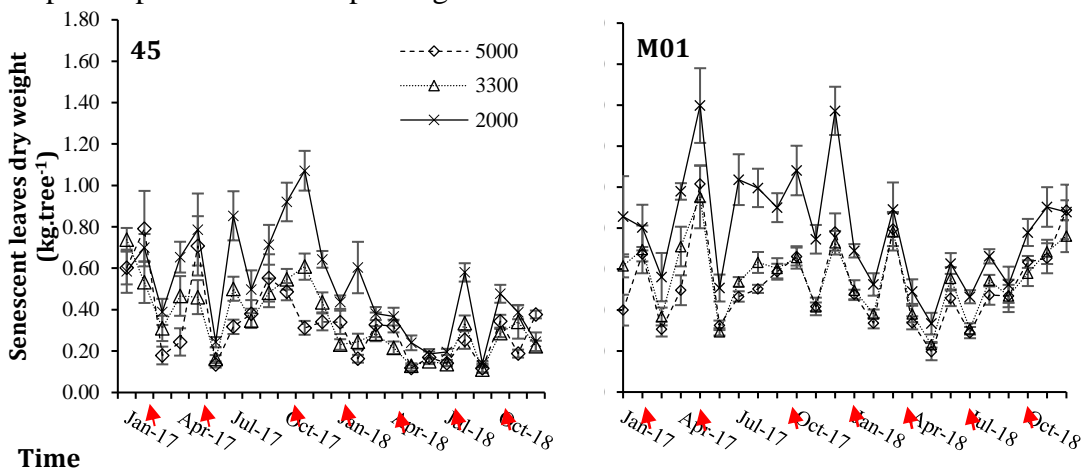 1.80
1.60
1.40
1.20
1.00
0.80
0.60
0.40
0.20
0.00
Senescent leaves dry weight
(kg.tree-1)
45
5000
3300
2000
M01
Jan-17
Apr-17
Jul-17
Oct-17
Jan-18
Apr-18
Jul-18
Oct-18
Jan-17
Apr-17
Jul-17
Oct-17
Jan-18
Apr-18
Jul-18
Oct-18
Time